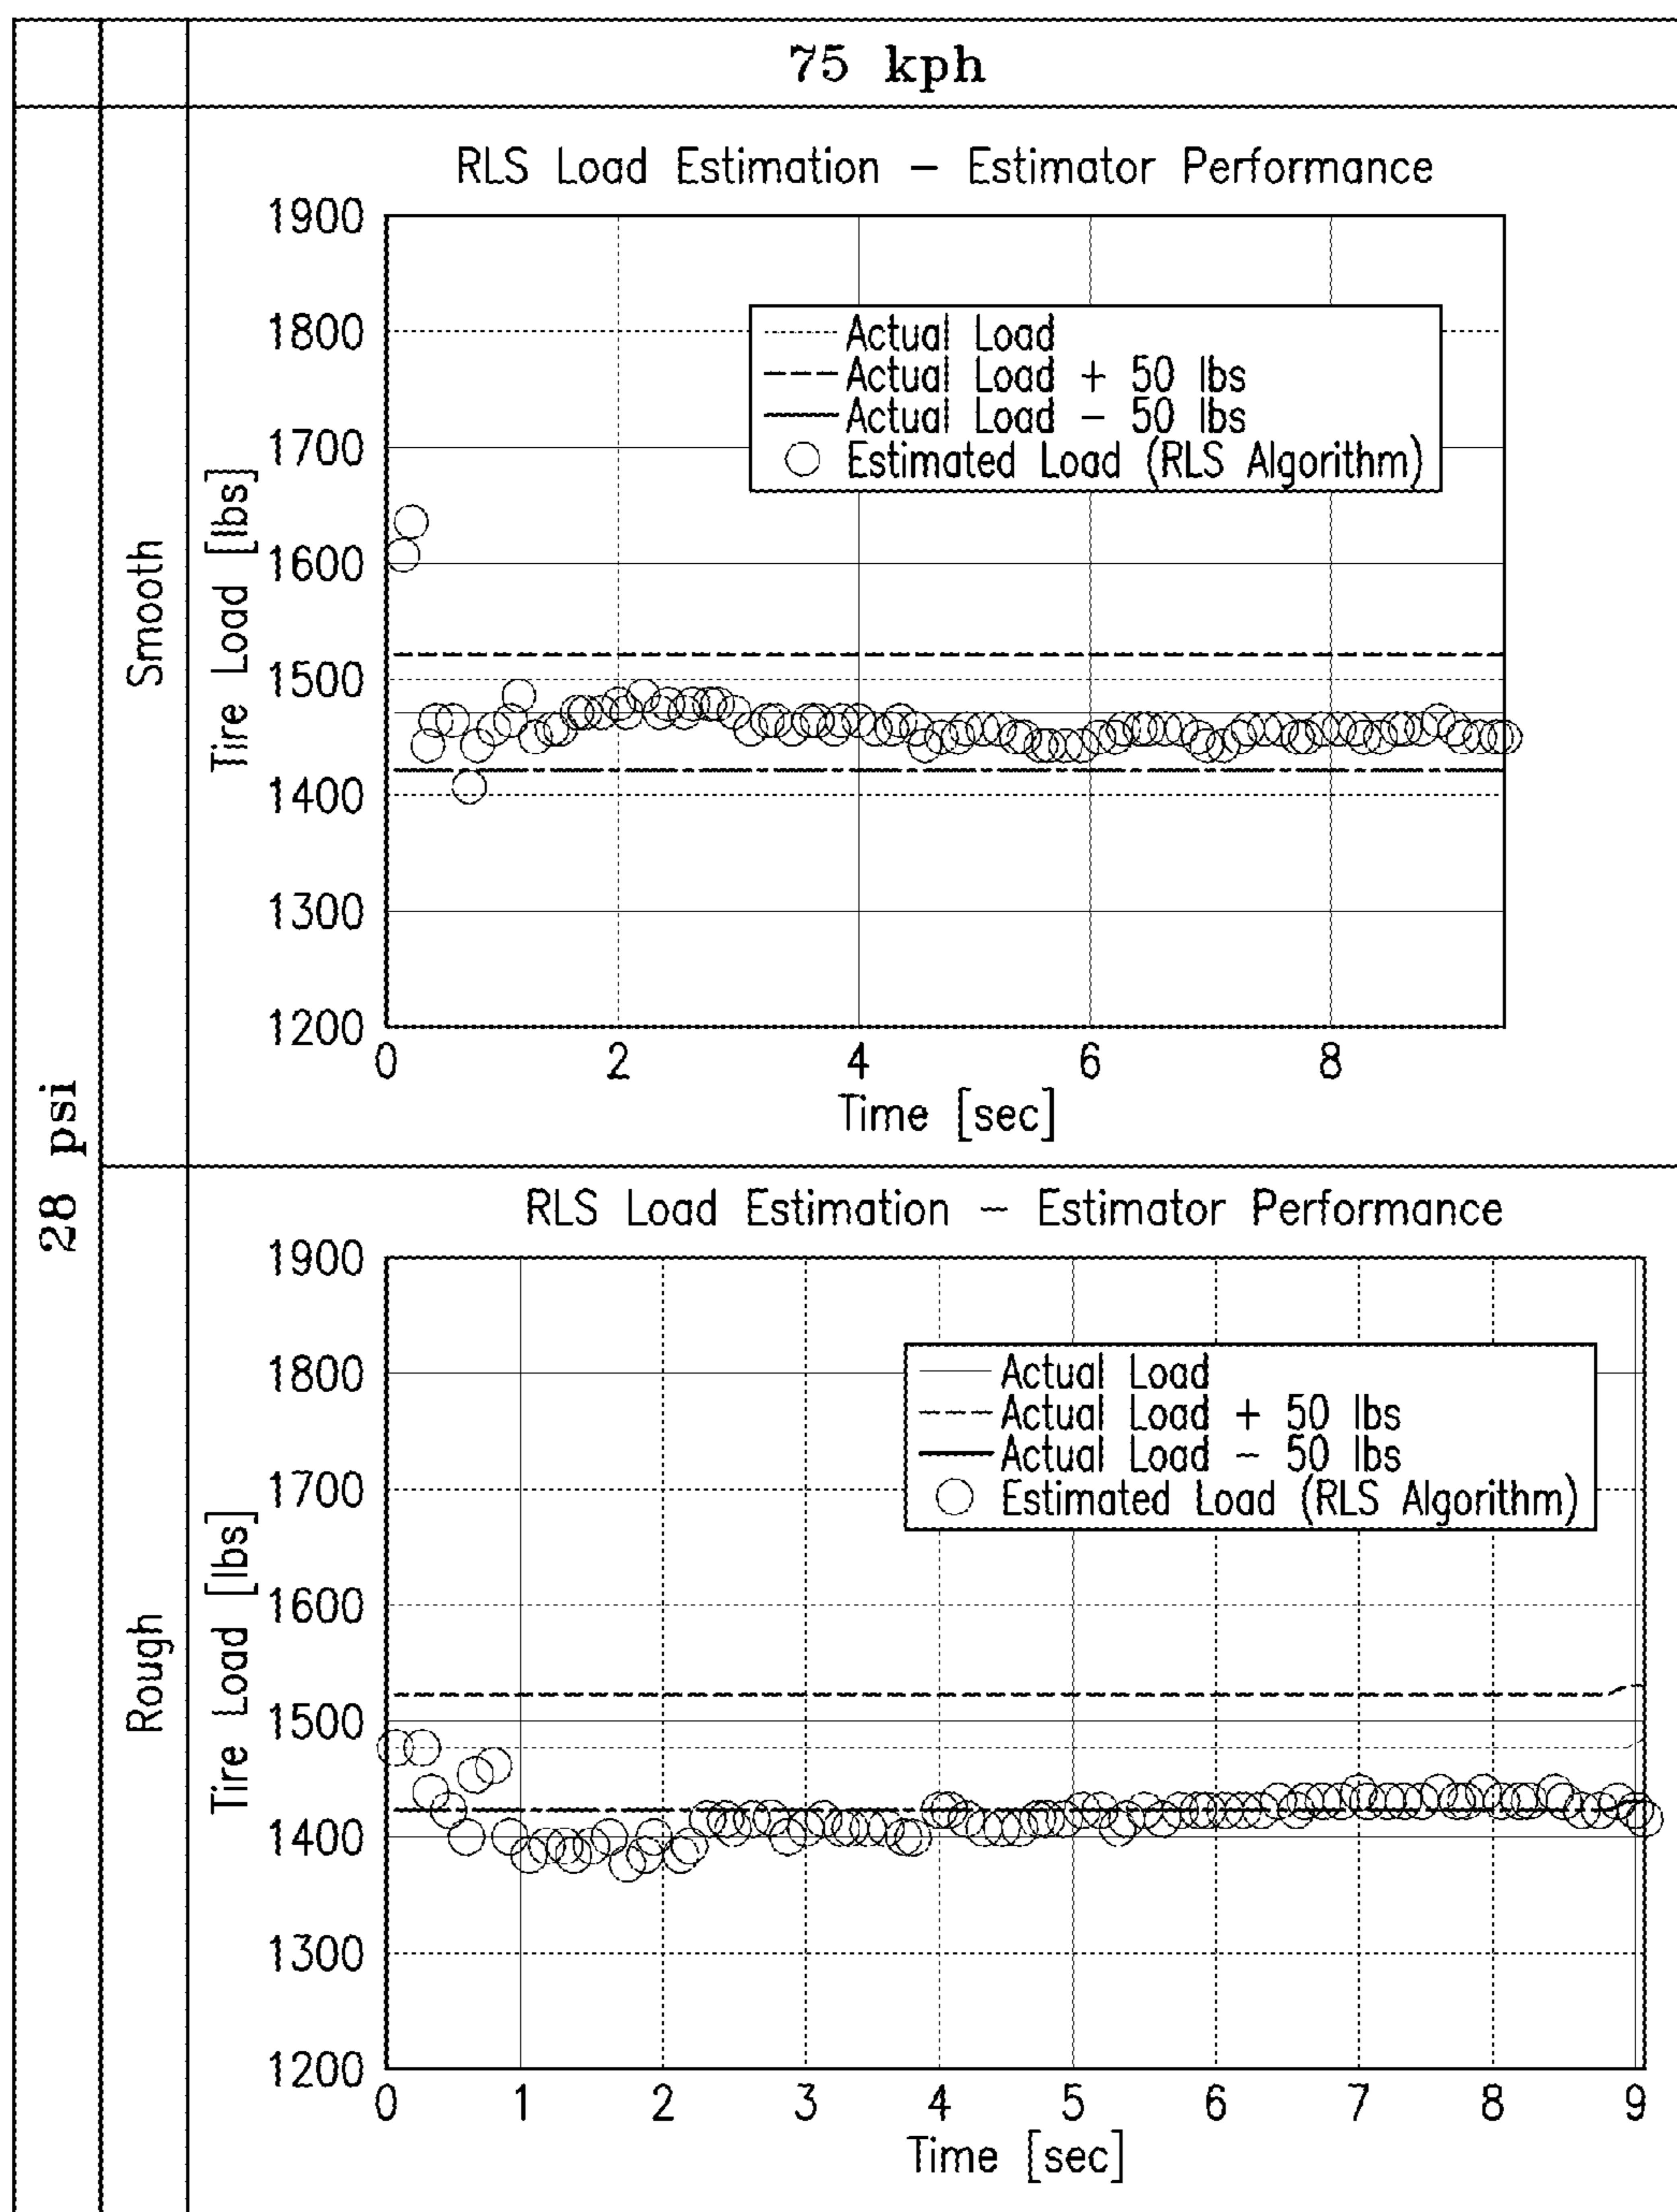 75 kph
28 psi
Smooth
RLS Load Estimation – Estimator Performance
Tire Load [lbs]
1900
1800
1700
1600
1500
1400
1300
1200
Actual Load
Actual Load + 50 lbs
Actual Load – 50 lbs
Estimated Load (RLS Algorithm)
0 2 4 6 8
Time [sec]
Rough
RLS Load Estimation – Estimator Performance
Tire Load [lbs]
1900
1800
1700
1600
1500
1400
1300
1200
Actual Load
Actual Load + 50 lbs
Actual Load – 50 lbs
Estimated Load (RLS Algorithm)
0 1 2 3 4 5 6 7 8 9
Time [sec]